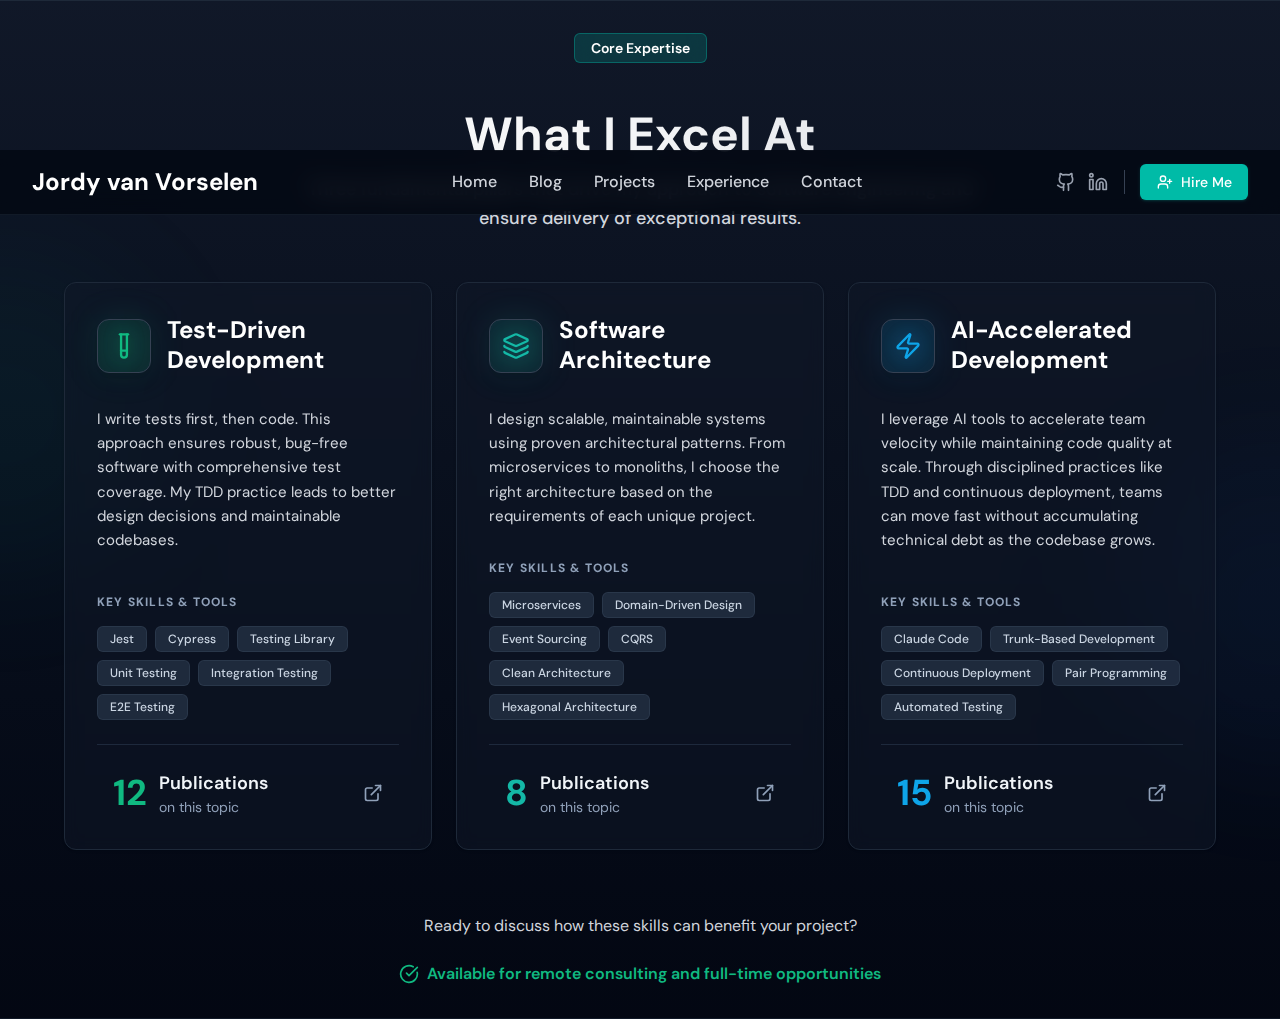 Core Expertise
What I Excel At
Jordy van Vorselen
Home Blog Projects Experience Contact
Hire Me
ensure delivery of exceptional results.
Test-Driven
Development
I write tests first, then code. This
approach ensures robust, bug-free
software with comprehensive test
coverage. My TDD practice leads to better
design decisions and maintainable
codebases.
KEY SKILLS & TOOLS
Jest Cypress Testing Library
Unit Testing Integration Testing
E2E Testing
12 Publications
on this topic
Software
Architecture
I design scalable, maintainable systems
using proven architectural patterns. From
microservices to monoliths, I choose the
right architecture based on the
requirements of each unique project.
KEY SKILLS & TOOLS
Microservices Domain-Driven Design
Event Sourcing CQRS
Clean Architecture
Hexagonal Architecture
8 Publications
on this topic
AI-Accelerated
Development
I leverage AI tools to accelerate team
velocity while maintaining code quality at
scale. Through disciplined practices like
TDD and continuous deployment, teams
can move fast without accumulating
technical debt as the codebase grows.
KEY SKILLS & TOOLS
Claude Code Trunk-Based Development
Continuous Deployment Pair Programming
Automated Testing
15 Publications
on this topic
Ready to discuss how these skills can benefit your project?
Available for remote consulting and full-time opportunities